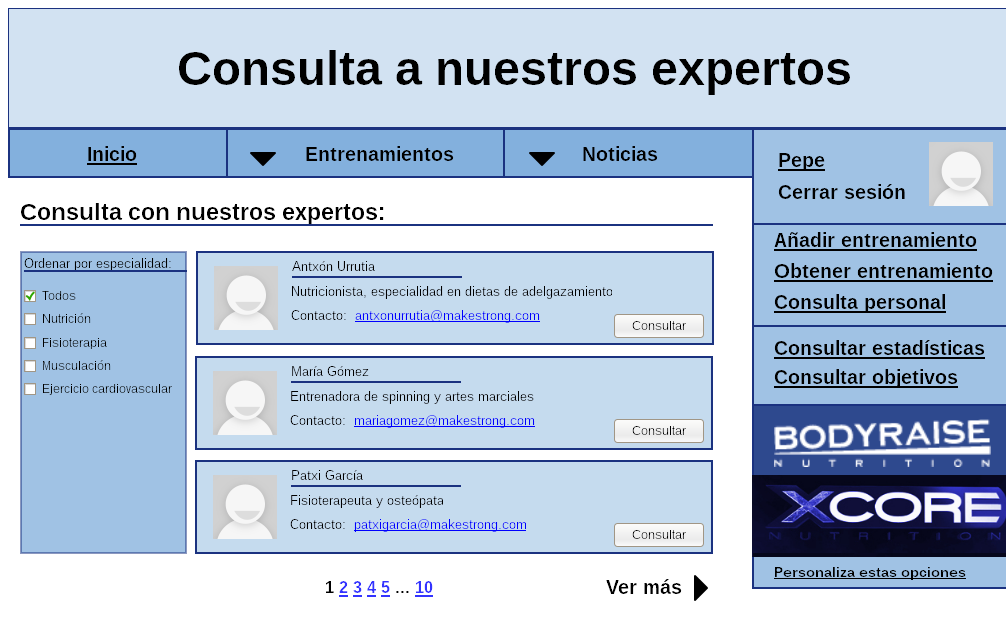 Consulta a nuestros expertos
Inicio
Entrenamientos
Noticias
Pepe
Cerrar sesión
Consulta con nuestros expertos:
Ordenar por especialidad:
Todos
Nutrición
Fisioterapia
Musculación
Ejercicio cardiovascular
Antxón Urrutia
Nutricionista, especialidad en dietas de adelgazamiento
Contacto: antxonurrutia@makestrong.com
Consultar
María Gómez
Entrenadora de spinning y artes marciales
Contacto: mariagomez@makestrong.com
Consultar
Patxi García
Fisioterapeuta y osteópata
Contacto: patxigarcia@makestrong.com
Consultar
1 2 3 4 5 ... 10
Ver más
Añadir entrenamiento
Obtener entrenamiento
Consulta personal
Consultar estadísticas
Consultar objetivos
BODYRAISE
NUTRITION
XCORE
NUTRITION
Personaliza estas opciones